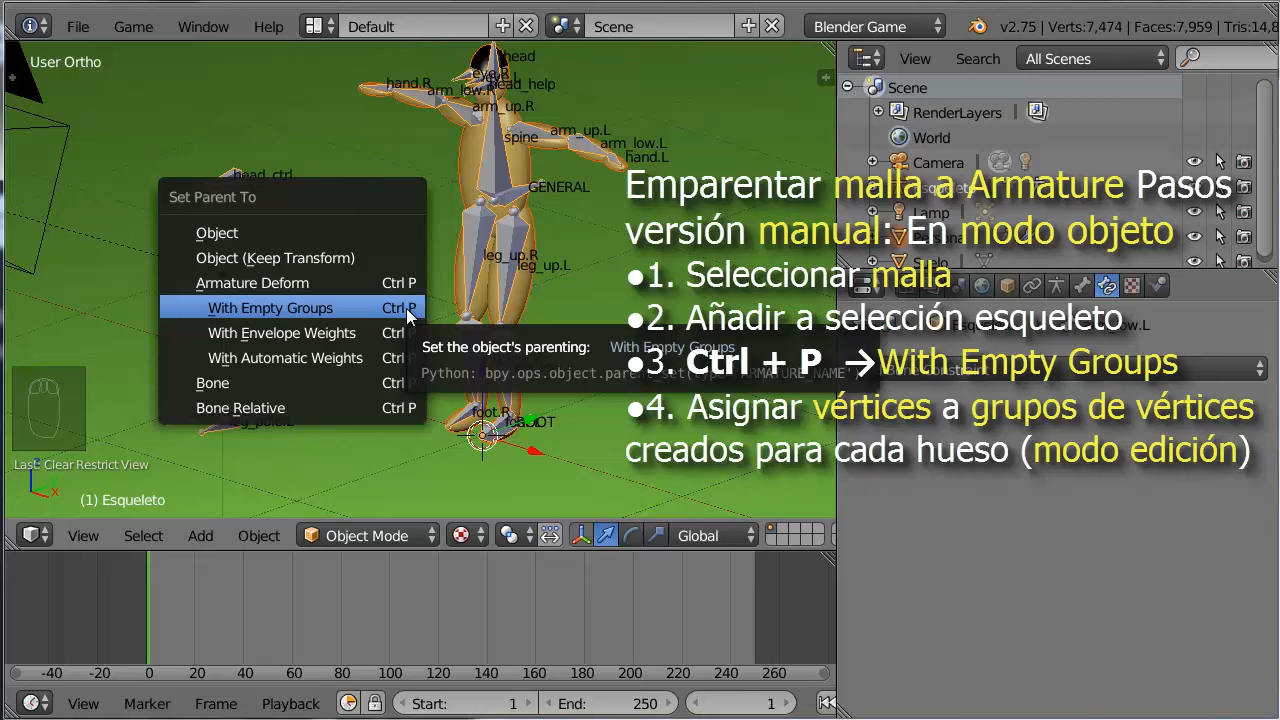 File Game Window Help Default Scene Blender Game v2.75 | Verts:7,474 | Faces:7,959 | Tris:14,8
User Ortho
View Search All Scenes
head
hand.R
arm_low.R
head_help
arm_up.R
spine
arm_up.L
arm_low.L
hand.L
GENERAL
head_ctrl
leg_up.R
leg_up.L
foot.R
Scene
RenderLayers
World
Camera
Lamp
Suelo
Set Parent To
Object
Object (Keep Transform)
Armature Deform Ctrl P
With Empty Groups Ctrl P
With Envelope Weights Ctrl P
With Automatic Weights Ctrl P
Bone Ctrl P
Bone Relative Ctrl P
Set the object's parenting: With Empty Groups
Python: bpy.ops.object.parent_set(type='ARMATURE_NAME')
Bone Constraint
Emparentar malla a Armature Pasos
versión manual: En modo objeto
●1. Seleccionar malla
●2. Añadir a selección esqueleto
●3. Ctrl + P →With Empty Groups
●4. Asignar vértices a grupos de vértices
creados para cada hueso (modo edición)
Last: Clear Restrict View
(1) Esqueleto
View Select Add Object Object Mode Global
-40 -20 0 20 40 60 80 100 120 140 160 180 200 220 240 260
View Marker Frame Playback Start: 1 End: 250 1